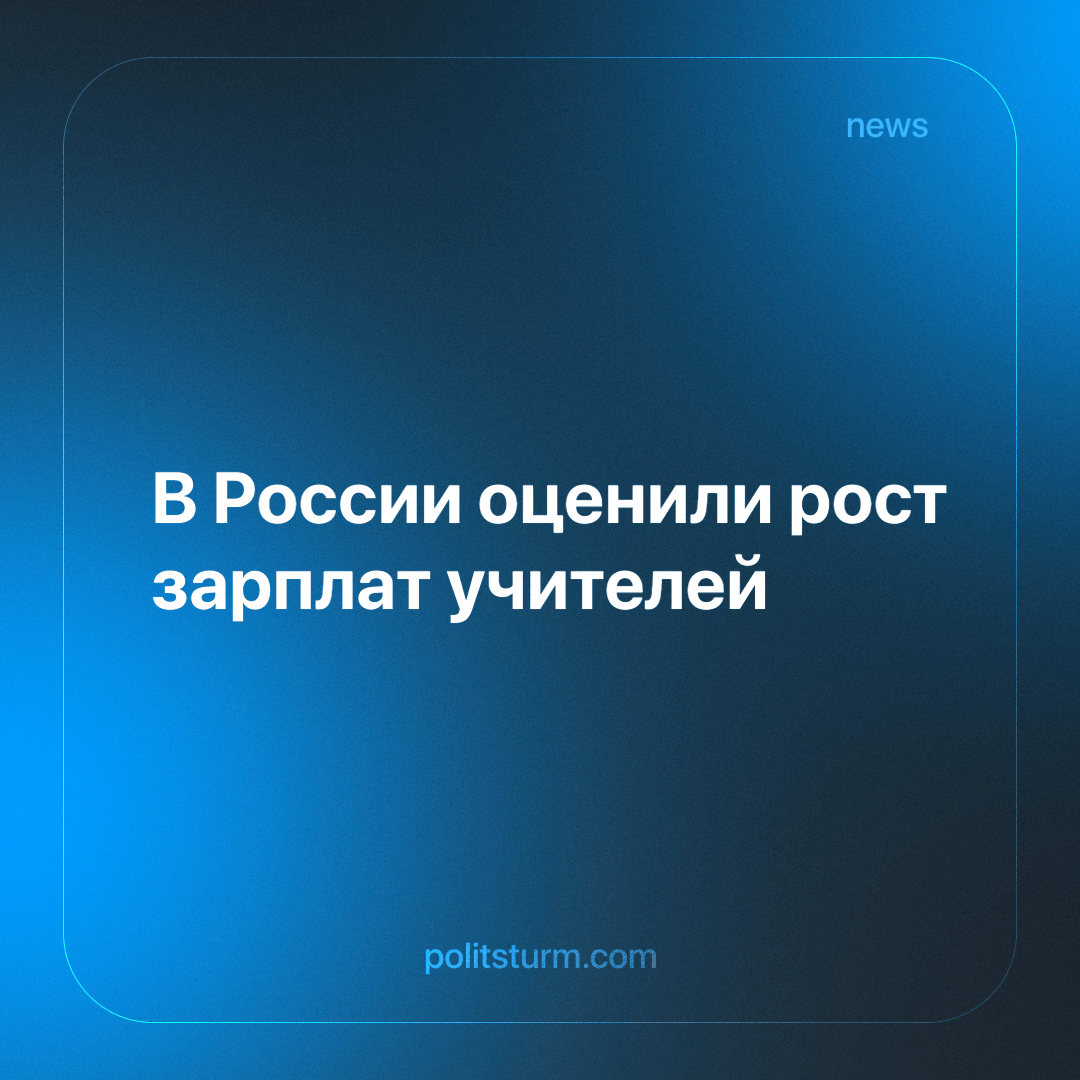 news
В России оценили рост
зарплат учителей
politsturm.com